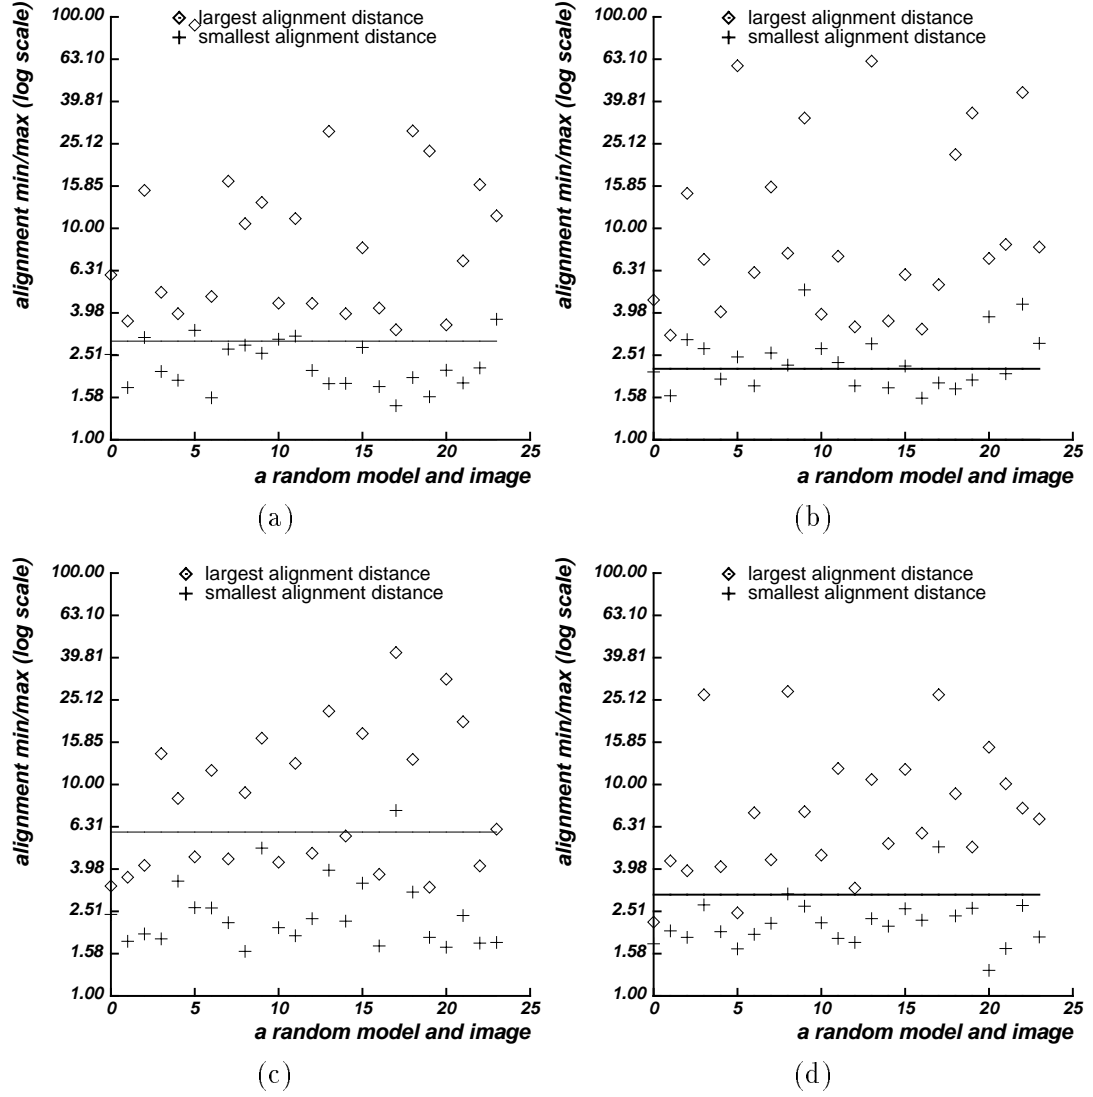 alignment min/max (log scale)
100.00
63.10
39.81
25.12
15.85
10.00
6.31
3.98
2.51
1.58
1.00
largest alignment distance
smallest alignment distance
0 5 10 15 20 25
a random model and image
(a)
alignment min/max (log scale)
100.00
63.10
39.81
25.12
15.85
10.00
6.31
3.98
2.51
1.58
1.00
largest alignment distance
smallest alignment distance
0 5 10 15 20 25
a random model and image
(b)
alignment min/max (log scale)
100.00
63.10
39.81
25.12
15.85
10.00
6.31
3.98
2.51
1.58
1.00
largest alignment distance
smallest alignment distance
0 5 10 15 20 25
a random model and image
(c)
alignment min/max (log scale)
100.00
63.10
39.81
25.12
15.85
10.00
6.31
3.98
2.51
1.58
1.00
largest alignment distance
smallest alignment distance
0 5 10 15 20 25
a random model and image
(d)